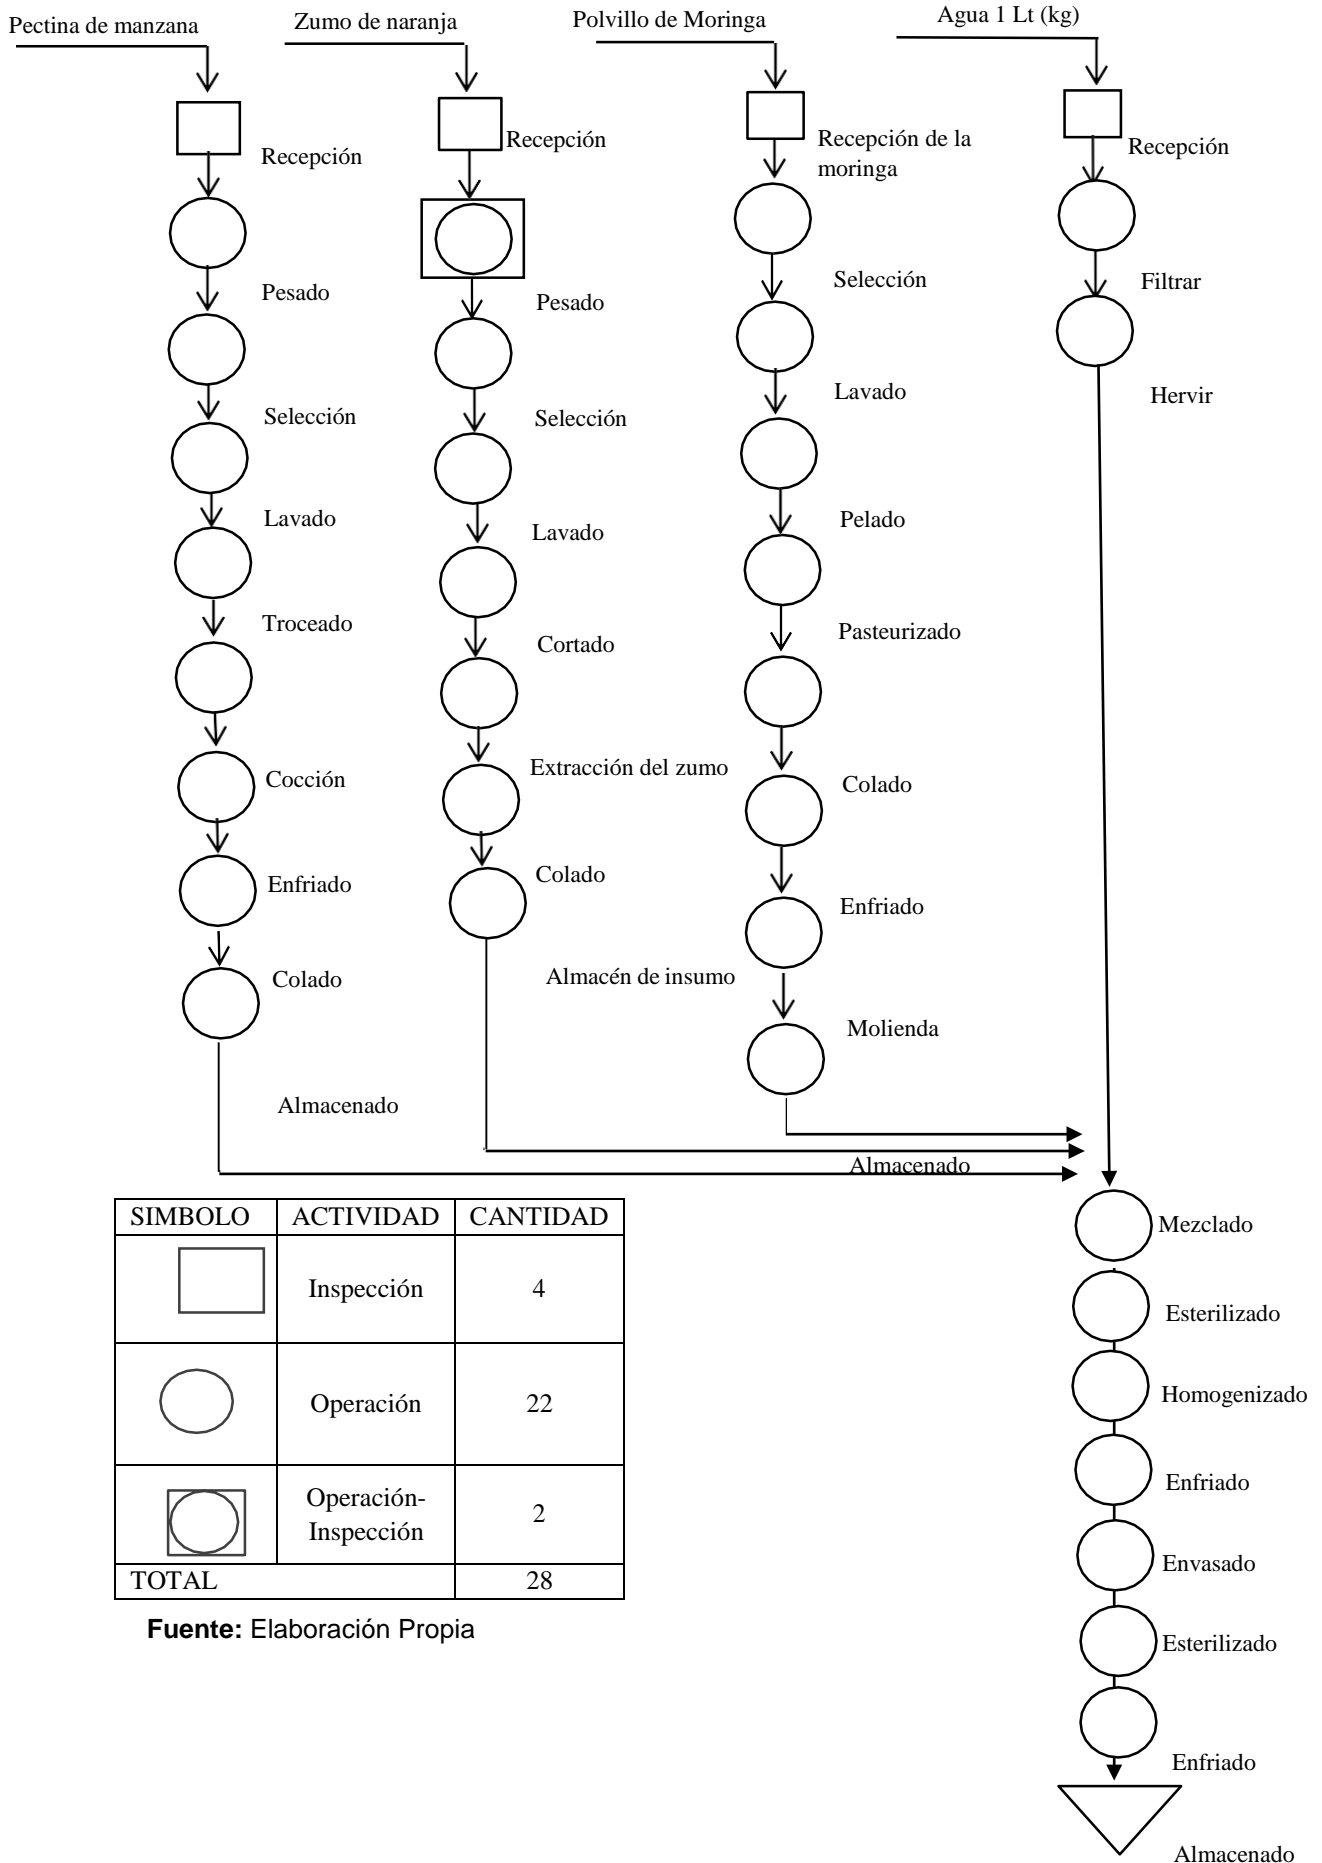 Pectina de manzana
Zumo de naranja
Polvillo de Moringa
Agua 1 Lt (kg)
Recepción
Pesado
Selección
Lavado
Troceado
Cocción
Enfriado
Colado
Almacenado
Recepción
Pesado
Selección
Lavado
Cortado
Extracción del zumo
Colado
Almacén de insumo
Recepción de la
moringa
Selección
Lavado
Pelado
Pasteurizado
Colado
Enfriado
Molienda
Almacenado
Recepción
Filtrar
Hervir
Mezclado
Esterilizado
Homogenizado
Enfriado
Envasado
Esterilizado
Enfriado
Almacenado
SIMBOLO ACTIVIDAD CANTIDAD
Inspección 4
Operación 22
Operación-
Inspección 2
TOTAL 28
Fuente: Elaboración Propia